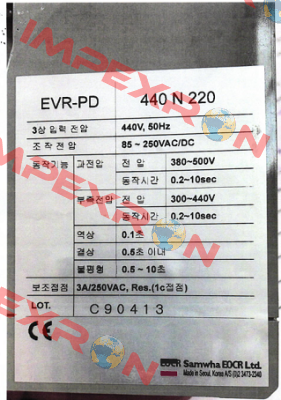 EVR-PD 440 N 220
3상 입력 전압 440V, 50Hz
조작 전압 85 ~ 250VAC/DC
동작기능 과전압 전 압 380~500V
동작시간 0.2~10sec
부족전압 전 압 300~440V
동작시간 0.2~10sec
역상 0.1초
결상 0.5초 이내
불평형 0.5 ~ 10초
보조접점 3A/250VAC, Res.(1c접점)
LOT. C90413
CE
EOCR Samwha EOCR Ltd.
Made in Seoul, Korea A/S (02) 3473-2340
IMPEXRON